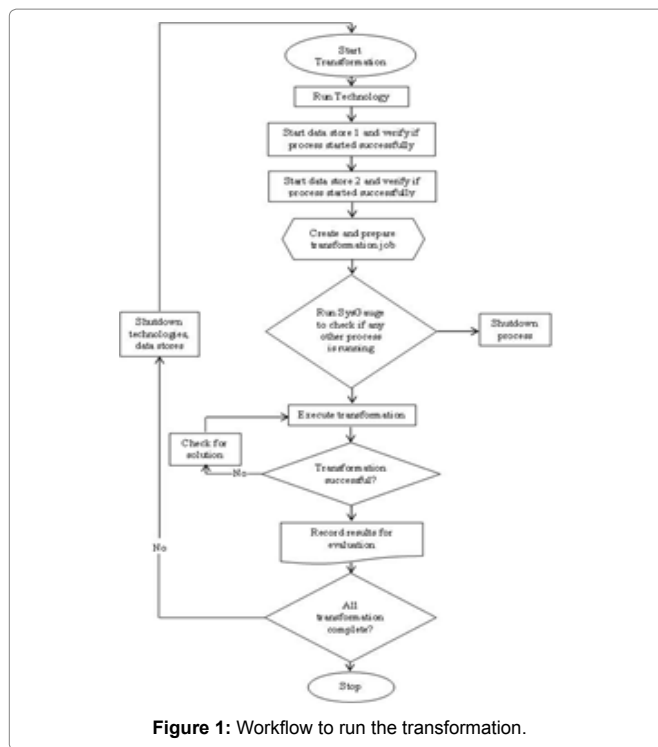 Start
Transformation
Run Technology
Start data store 1 and verify if
process started successfully
Start data store 2 and verify if
process started successfully
Create and prepare
transformation job
Run SysGauge
to check if any
other process
is running
Shutdown
process
Shutdown
technologies,
data stores
Execute transformation
Check for
solution
No
Transformation
successful?
Record results for
evaluation
No
All
transformation
complete?
Stop
Figure 1: Workflow to run the transformation.